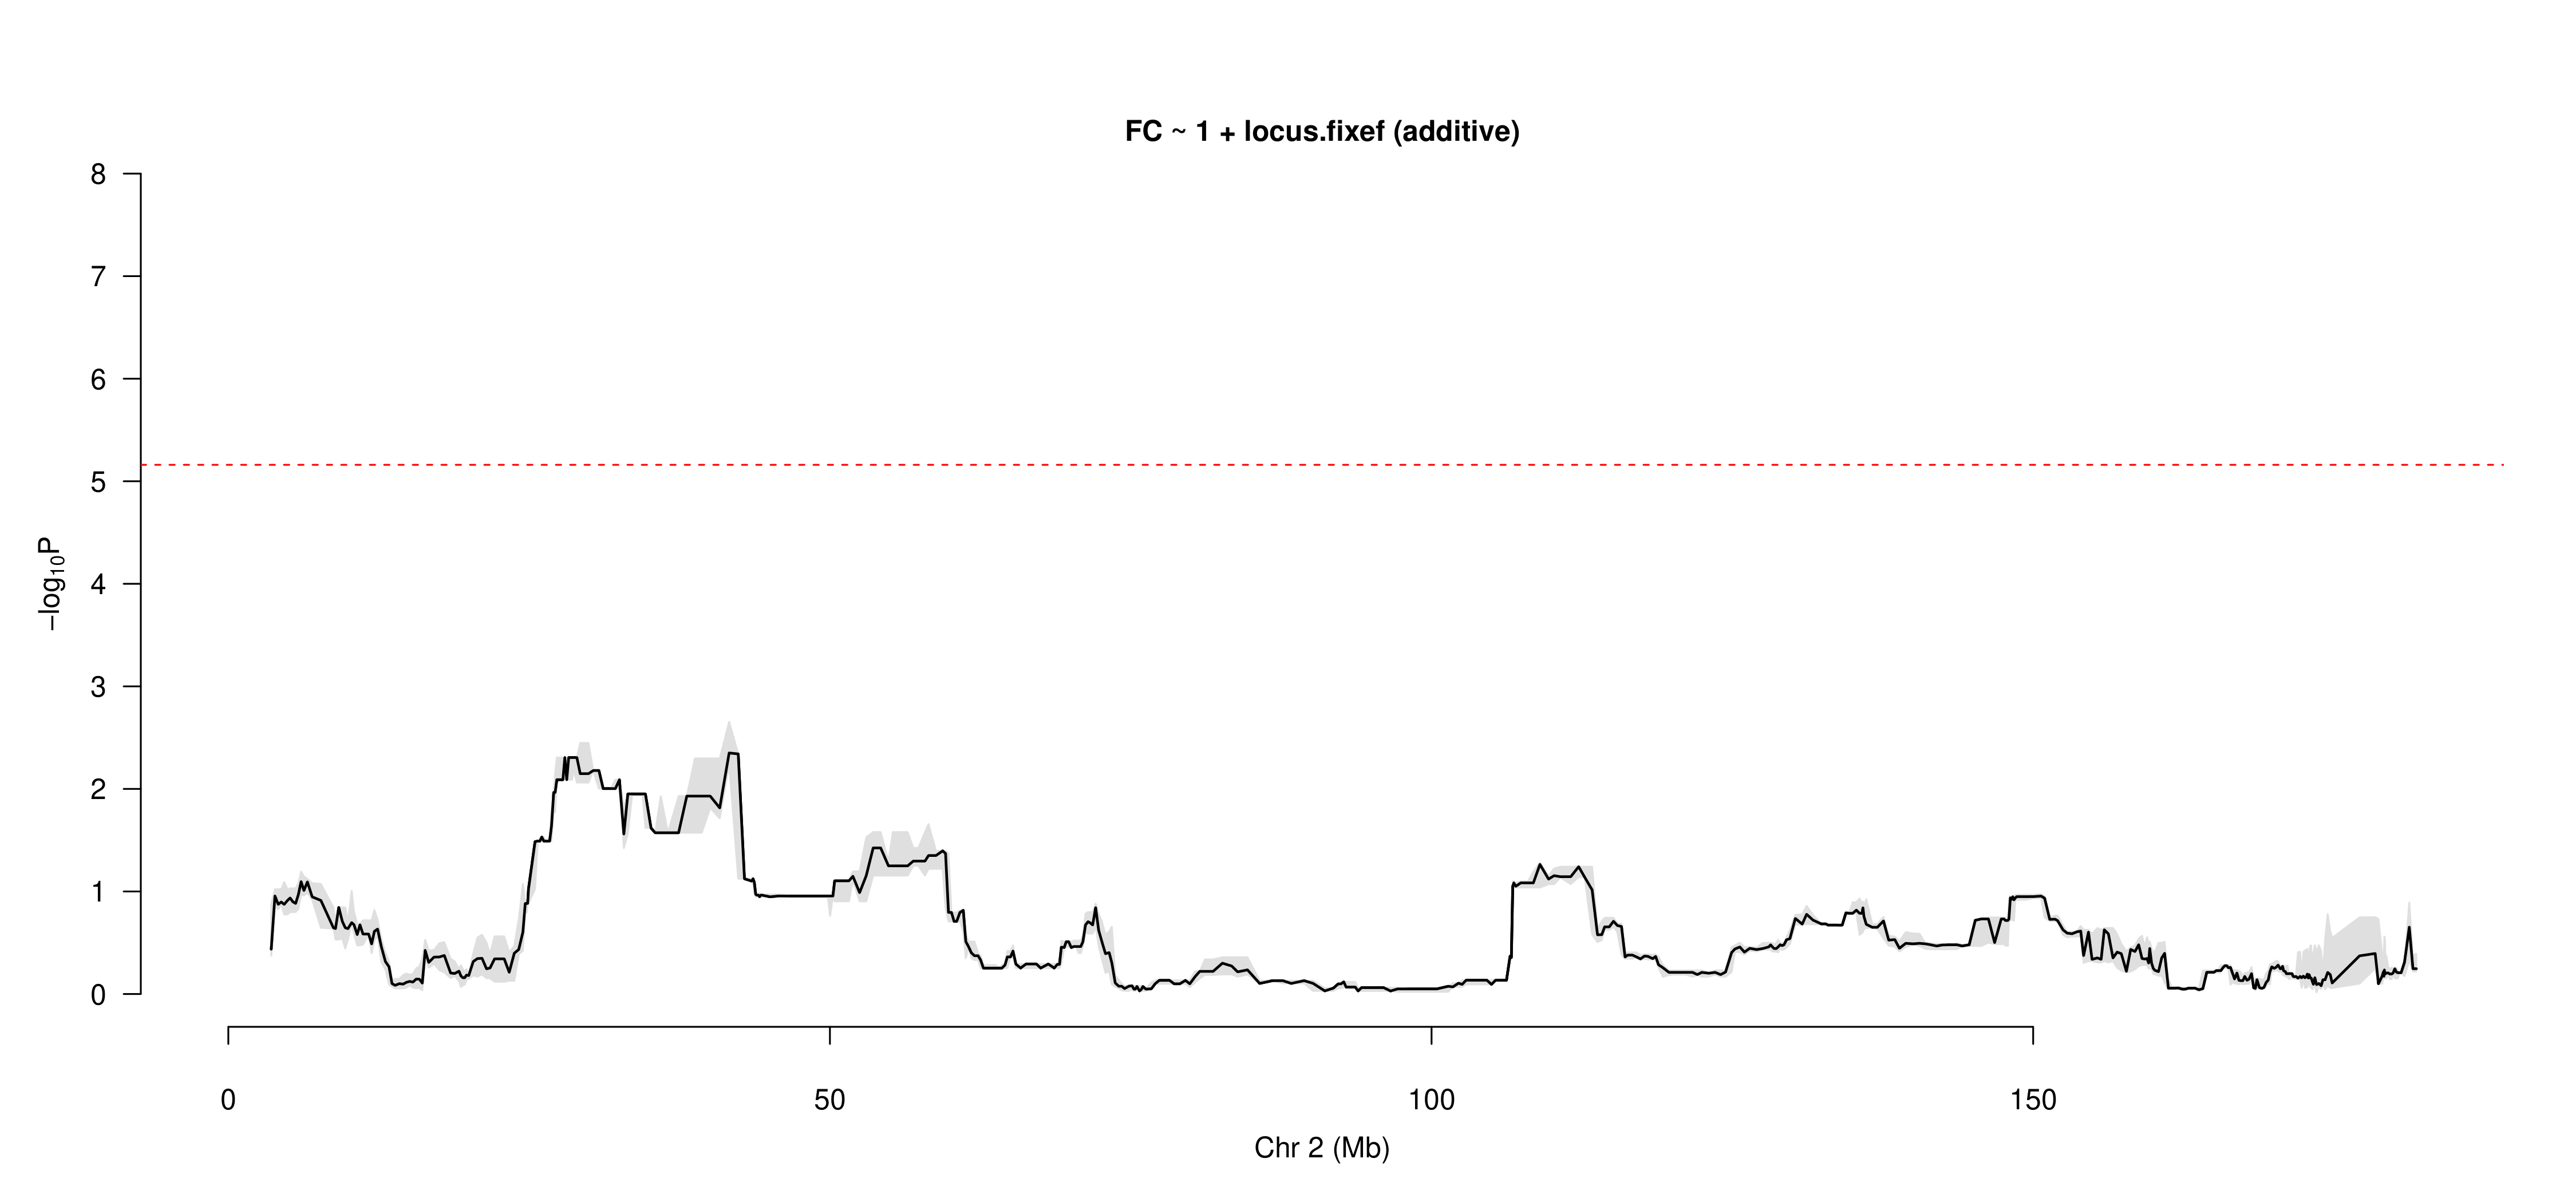 FC ~ 1 + locus.fixef (additive)
8
7
6
5
4
3
2
1
0
−log10P
0 50 100 150
Chr 2 (Mb)